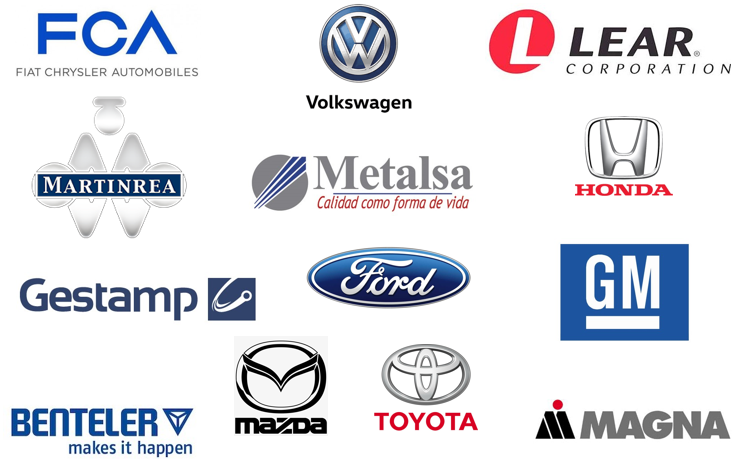 FCA
FIAT CHRYSLER AUTOMOBILES
Volkswagen
LEAR®
CORPORATION
MARTINREA
Metalsa
Calidad como forma de vida
HONDA
Gestamp
Ford
GM
BENTELER
makes it happen
mazda
TOYOTA
MAGNA